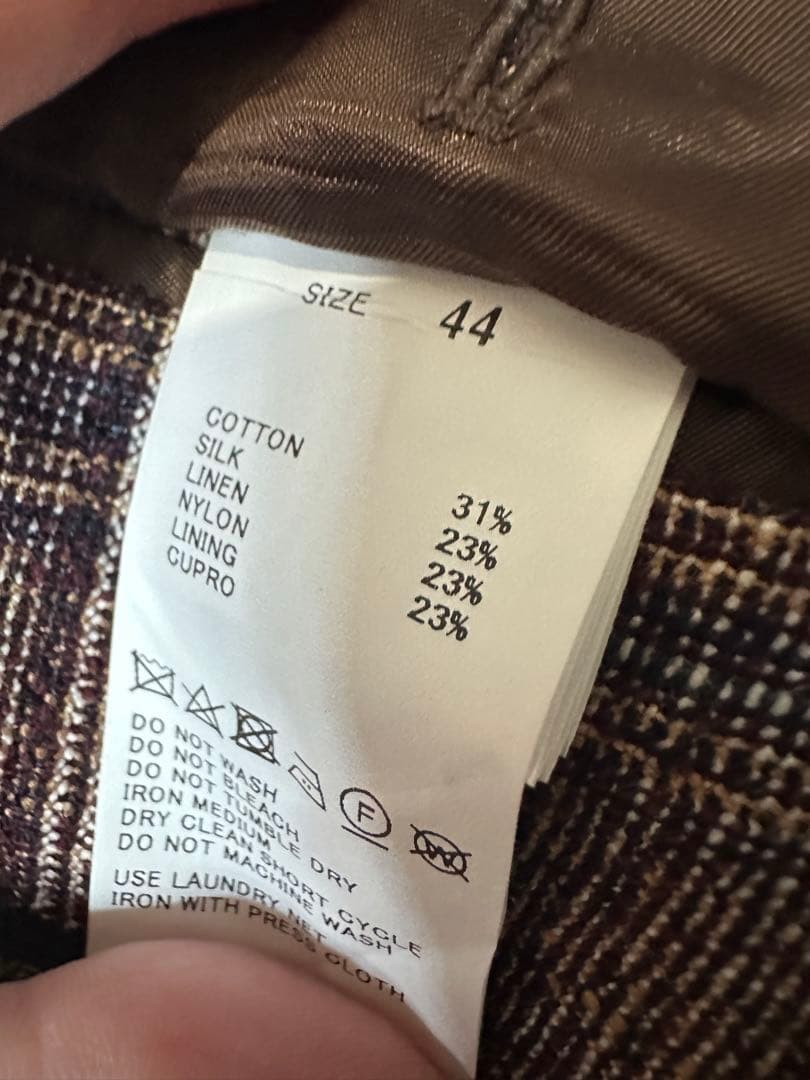 SIZE 44
COTTON 31%
SILK 23%
LINEN 23%
NYLON 23%
LINING
CUPRO
F
W
DO NOT WASH
DO NOT BLEACH
DO NOT TUMBLE DRY
IRON MEDIUM
DRY CLEAN SHORT CYCLE
DO NOT MACHINE WASH
USE LAUNDRY NET
IRON WITH PRESS CLOTH